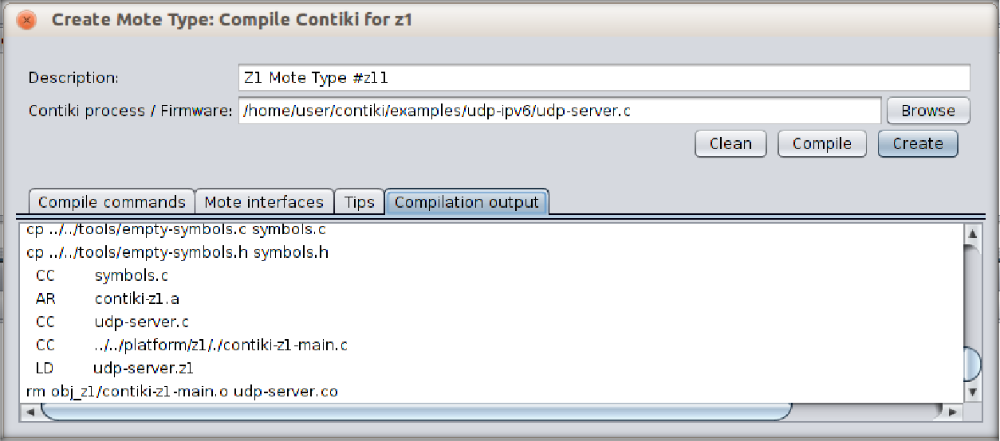 Create Mote Type: Compile Contiki for z1
Description: Z1 Mote Type #z11
Contiki process / Firmware: /home/user/contiki/examples/udp-ipv6/udp-server.c Browse
Clean Compile Create
Compile commands Mote interfaces Tips Compilation output
cp ../../tools/empty-symbols.c symbols.c
cp ../../tools/empty-symbols.h symbols.h
CC symbols.c
AR contiki-z1.a
CC udp-server.c
CC ../../platform/z1/./contiki-z1-main.c
LD udp-server.z1
rm obj_z1/contiki-z1-main.o udp-server.co